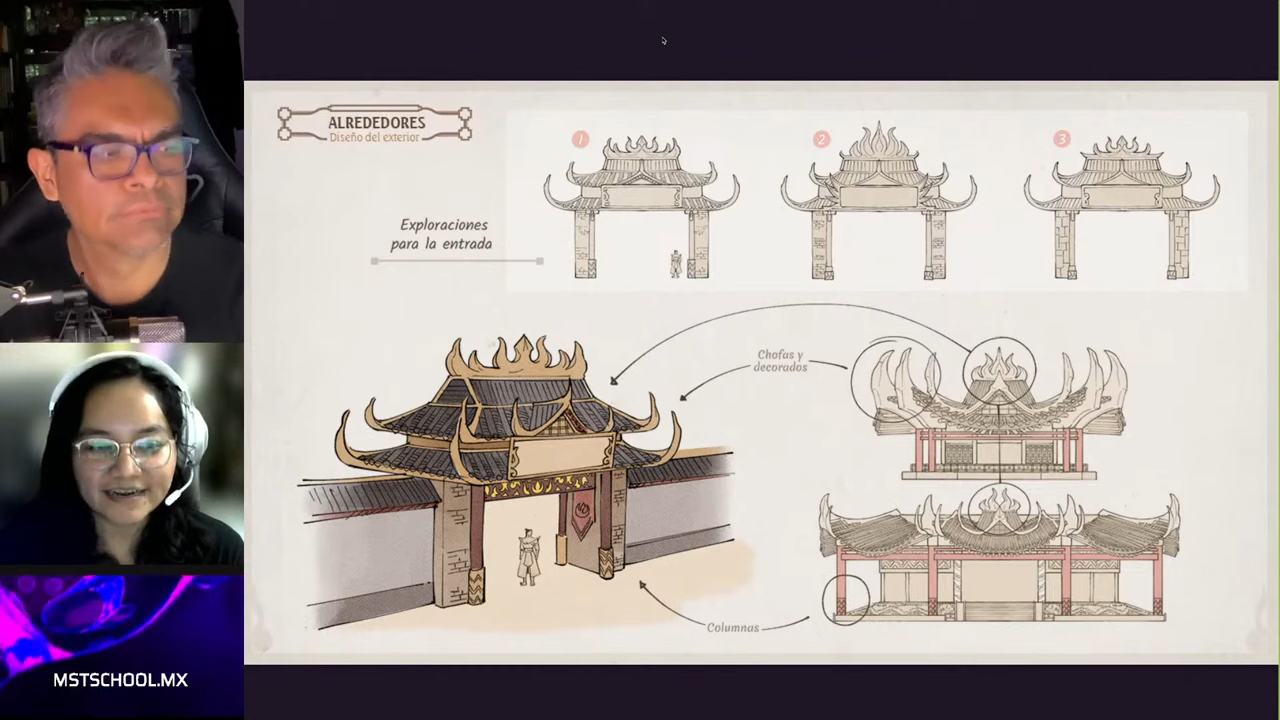 ALREDEDORES
Diseño del exterior
1
2
3
Exploraciones
para la entrada
Chofas y
decorados
Columnas
MSTSCHOOL.MX